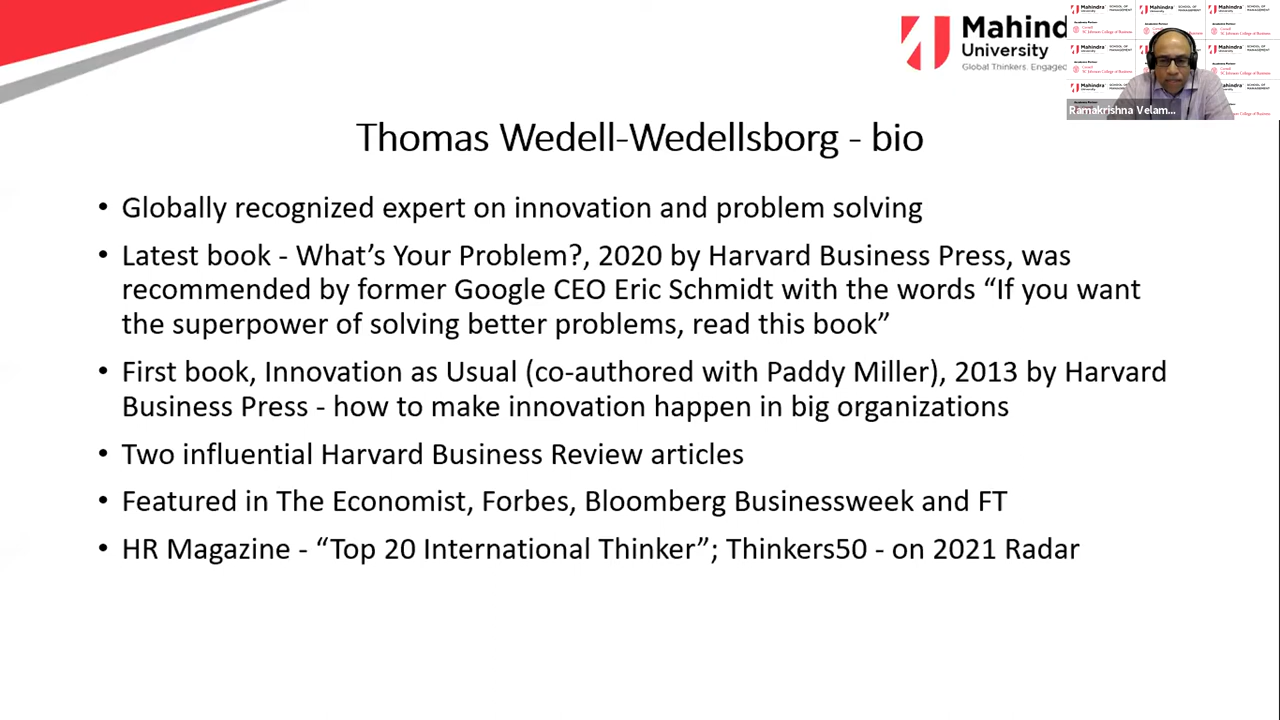 Mahind
University
Global Thinkers. Engaged
Ramakrishna Velam...
Thomas Wedell-Wedellsborg - bio
• Globally recognized expert on innovation and problem solving
• Latest book - What’s Your Problem?, 2020 by Harvard Business Press, was
recommended by former Google CEO Eric Schmidt with the words “If you want
the superpower of solving better problems, read this book”
• First book, Innovation as Usual (co-authored with Paddy Miller), 2013 by Harvard
Business Press - how to make innovation happen in big organizations
• Two influential Harvard Business Review articles
• Featured in The Economist, Forbes, Bloomberg Businessweek and FT
• HR Magazine - “Top 20 International Thinker”; Thinkers50 - on 2021 Radar